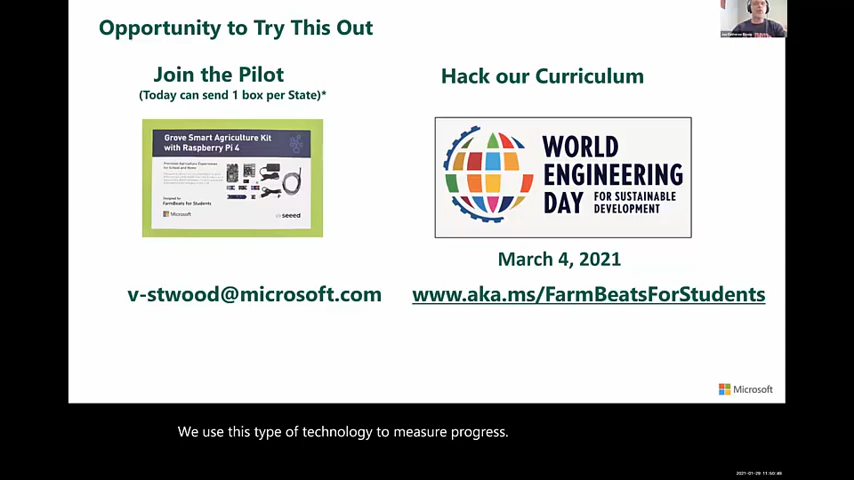 Opportunity to Try This Out
Join the Pilot
(Today can send 1 box per State)*
Hack our Curriculum
Grove Smart Agriculture Kit
with Raspberry Pi 4
FarmBeats for Students
Microsoft
seeed
WORLD
ENGINEERING
DAY
FOR SUSTAINABLE
DEVELOPMENT
March 4, 2021
v-stwood@microsoft.com
www.aka.ms/FarmBeatsForStudents
Microsoft
We use this type of technology to measure progress.